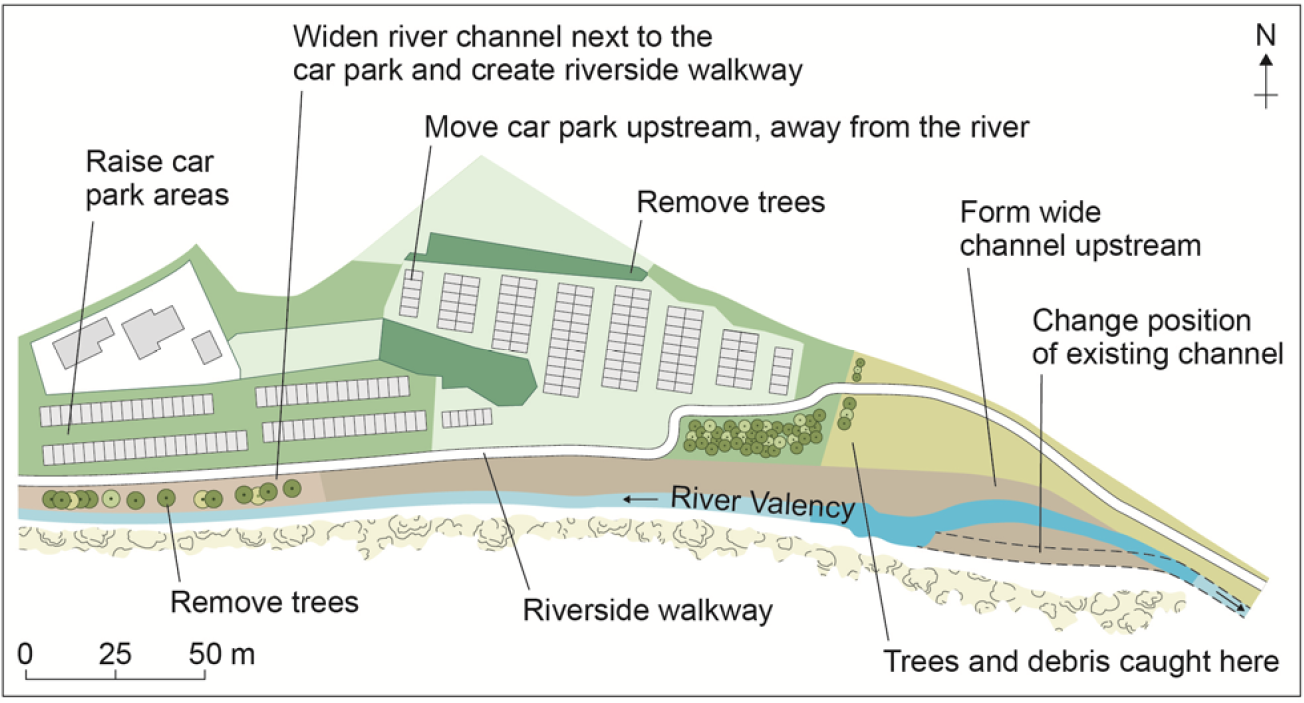 Widen river channel next to the
car park and create riverside walkway
N
Move car park upstream, away from the river
Raise car
park areas
Remove trees
Form wide
channel upstream
Change position
of existing channel
River Valency
Remove trees
Riverside walkway
Trees and debris caught here
0 25 50 m